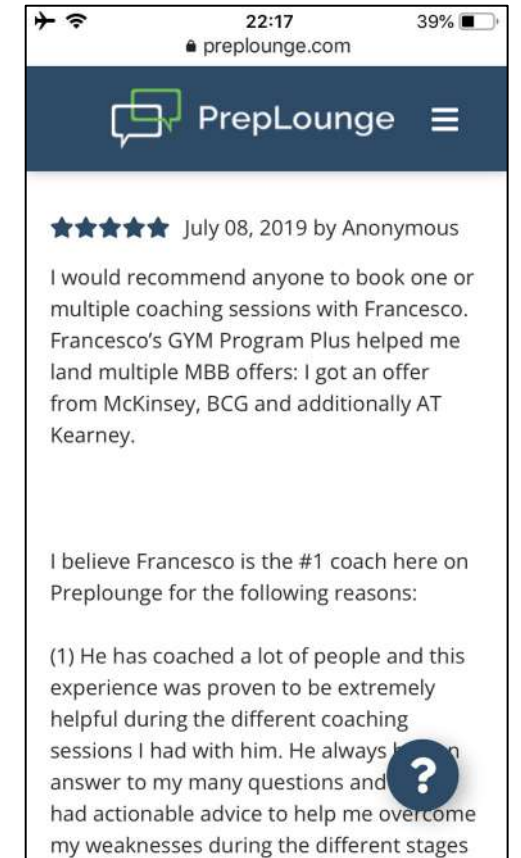 22:17
39%
preplounge.com
PrepLounge
July 08, 2019 by Anonymous
I would recommend anyone to book one or
multiple coaching sessions with Francesco.
Francesco's GYM Program Plus helped me
land multiple MBB offers: I got an offer
from McKinsey, BCG and additionally AT
Kearney.
I believe Francesco is the #1 coach here on
Preplounge for the following reasons:
(1) He has coached a lot of people and this
experience was proven to be extremely
helpful during the different coaching
sessions I had with him. He always
answer to my many questions and
?
had actionable advice to help me overcome
my weaknesses during the different stages